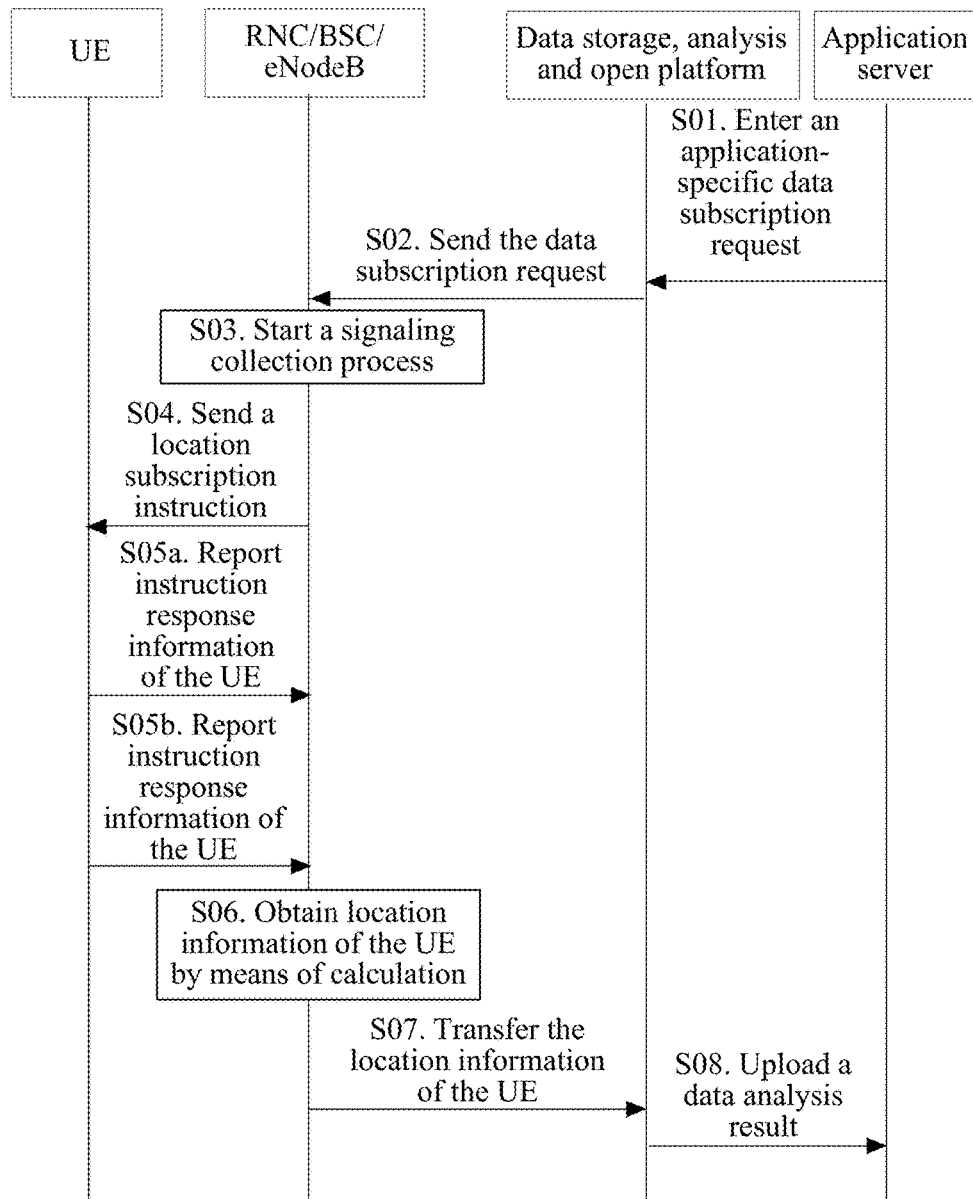 UE
RNC/BSC/
eNodeB
Data storage, analysis
and open platform
Application
server
S01. Enter an
application-
specific data
subscription
request
S02. Send the data
subscription request
S03. Start a signaling
collection process
S04. Send a
location
subscription
instruction
S05a. Report
instruction
response
information
of the UE
S05b. Report
instruction
response
information of
the UE
S06. Obtain location
information of the UE
by means of calculation
S07. Transfer the
location information
of the UE
S08. Upload a
data analysis
result